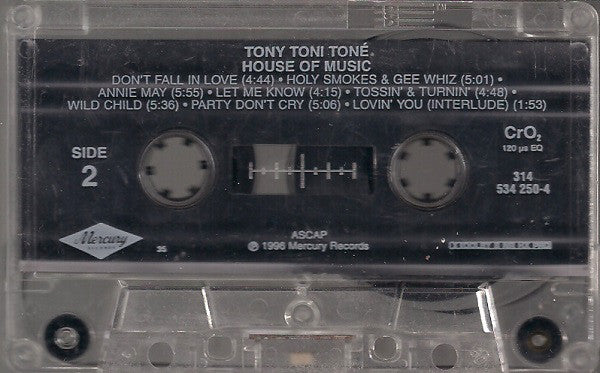 TONY TONI TONÉ
HOUSE OF MUSIC
DON'T FALL IN LOVE (4:44) • HOLY SMOKES & GEE WHIZ (5:01) •
ANNIE MAY (5:55) • LET ME KNOW (4:15) • TOSSIN' & TURNIN' (4:48) •
WILD CHILD (5:36) • PARTY DON'T CRY (5:06) • LOVIN' YOU (INTERLUDE) (1:53)
SIDE
2
CrO₂
120 µs EQ
314
534 250-4
Mercury
RECORDS
35
ASCAP
℗ 1996 Mercury Records